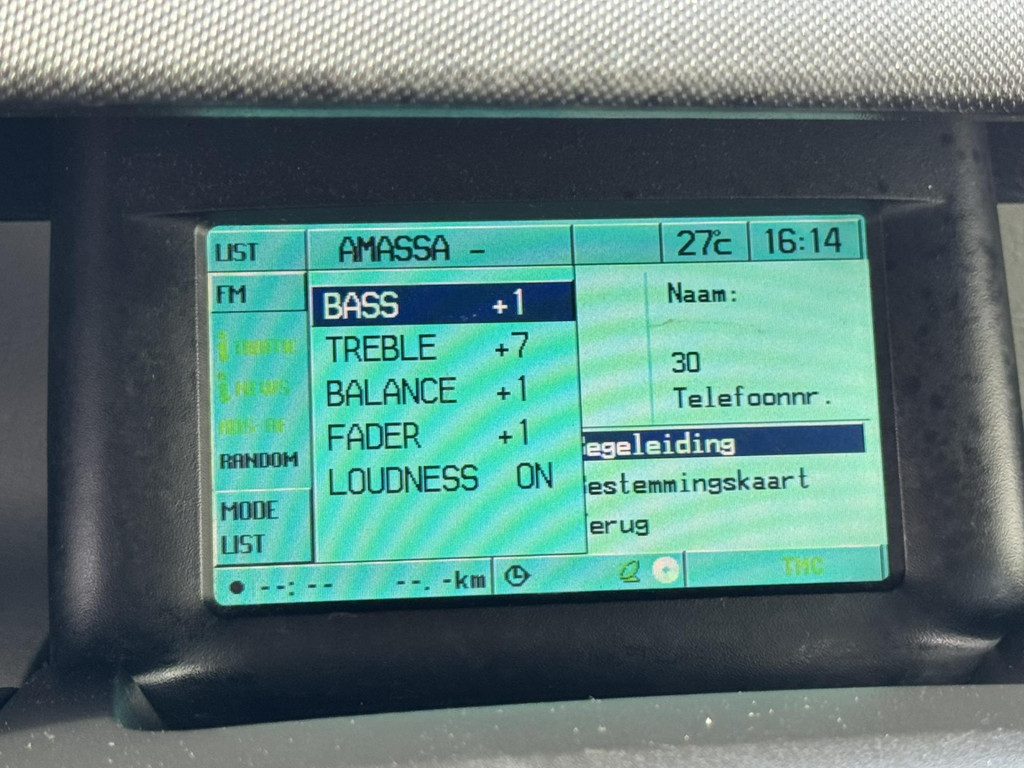 LIST AMASSA - 27°C 16:14
FM
BASS +1
TREBLE +7
BALANCE +1
FADER +1
LOUDNESS ON
RANDOM
MODE
LIST
Naam:
30
Telefoonnr.
egeleiding
estemmingskaart
erug
--:-- --.-km TMC